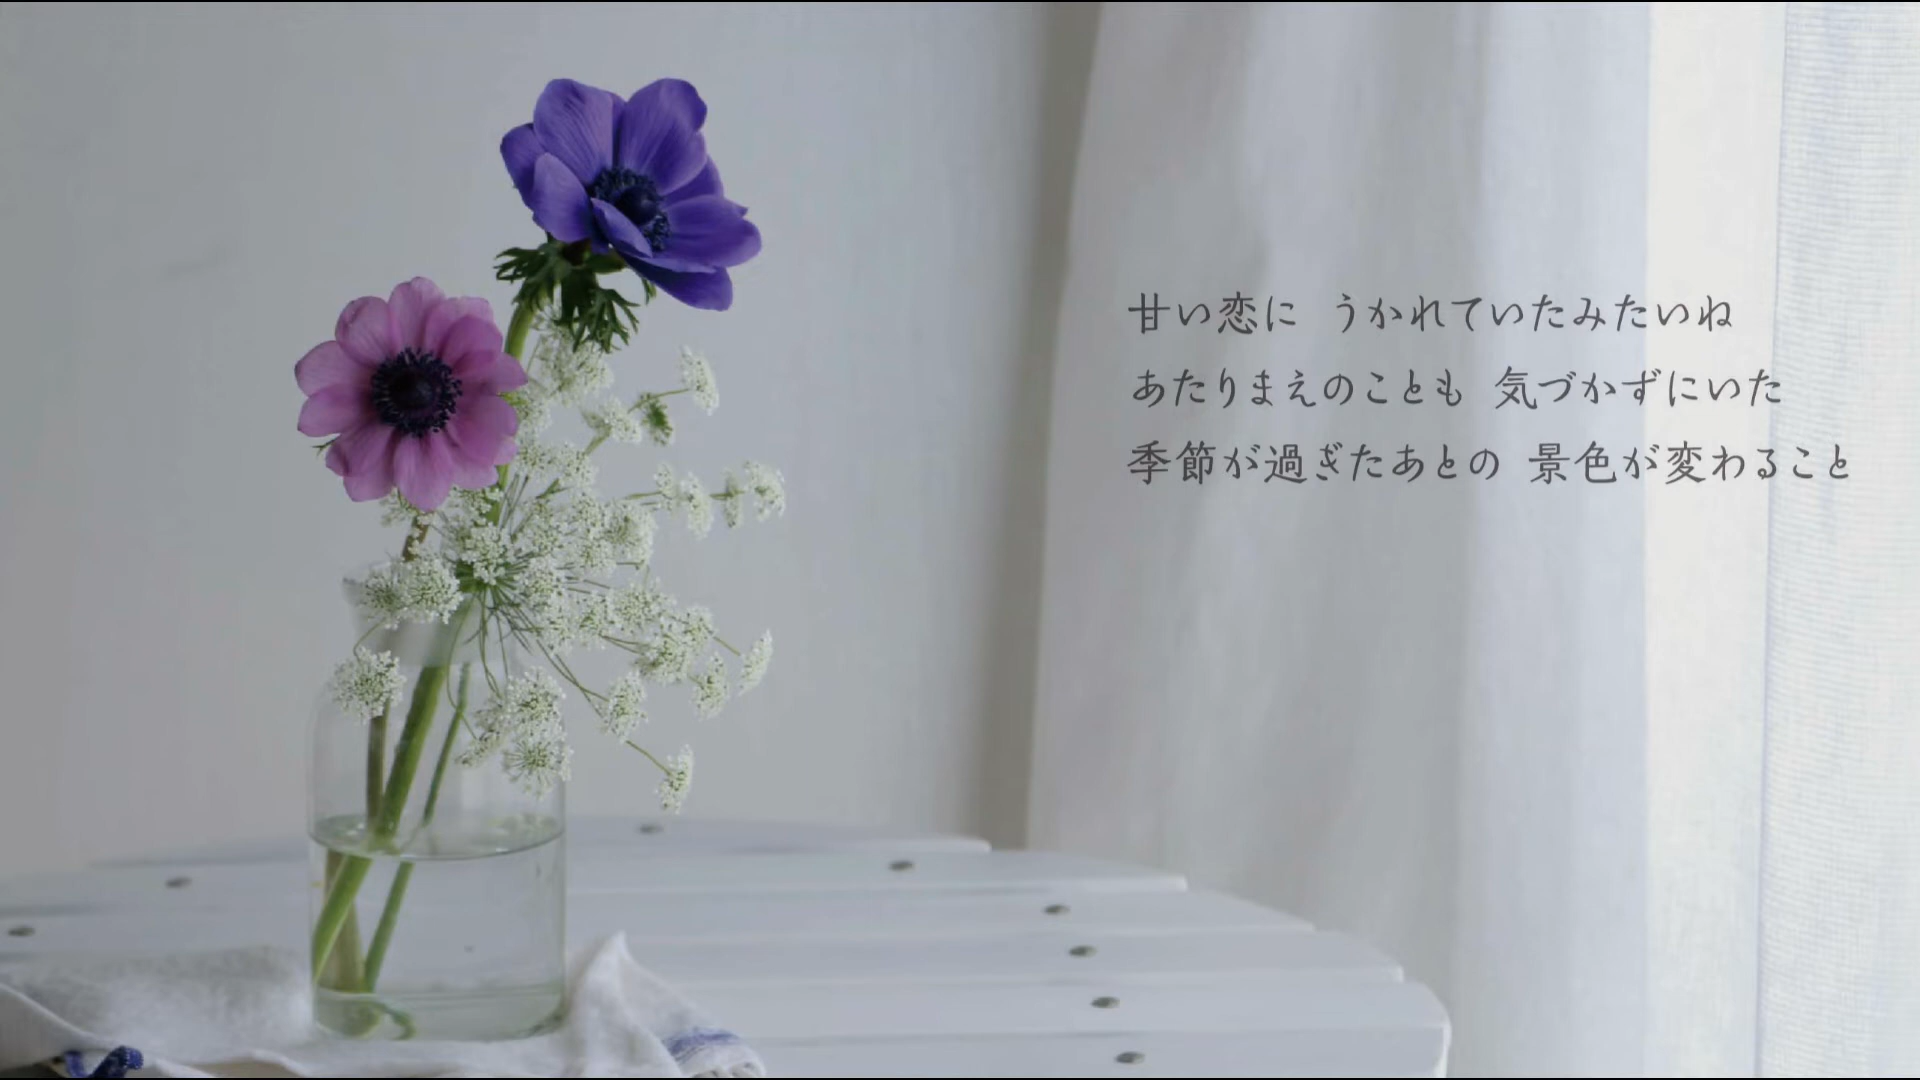 甘い恋に うかれていたみたいね
あたりまえのことも 気づかずにいた
季節が過ぎたあとの 景色が変わること